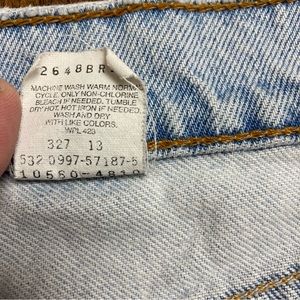 2648BR
MACHINE WASH WARM NORMAL
CYCLE. ONLY NON-CHLORINE
BLEACH IF NEEDED. TUMBLE
DRY HOT. HOT IRON IF NEEDED.
WASH AND DRY
WITH LIKE COLORS.
WPL 423
327 13
532 0997-57187-5
10560-4819